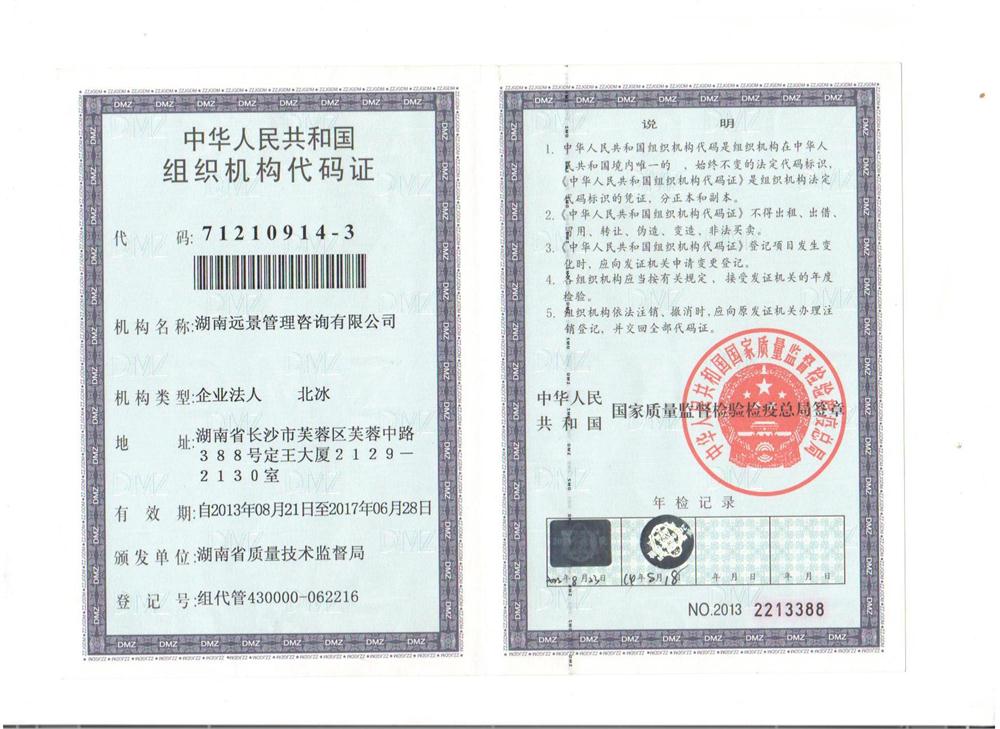 中华人民共和国
组织机构代码证
代 码: 71210914-3
机构名称:湖南远景管理咨询有限公司
机构类型:企业法人 北冰
地 址:湖南省长沙市芙蓉区芙蓉中路
388号定王大厦2129－
2130室
有 效 期:自2013年08月21日至2017年06月28日
颁发单位:湖南省质量技术监督局
登 记 号:组代管430000-062216
说 明
1. 中华人民共和国组织机构代码是组织机构在中华人
民共和国境内唯一的 、始终不变的法定代码标识，
《中华人民共和国组织机构代码证》是组织机构法定
代码标识的凭证，分正本和副本。
2. 《中华人民共和国组织机构代码证》不得出租、出借、
冒用、转让、伪造、变造、非法买卖。
3. 《中华人民共和国组织机构代码证》登记项目发生变
化时，应向发证机关申请变更登记。
4. 各组织机构应当按有关规定，接受发证机关的年度
检验。
5. 组织机构依法注销、撤消时，应向原发证机关办理注
销登记，并交回全部代码证。
中华人民
共 和 国
国家质量监督检验检疫总局签章
中华人民共和国国家质量监督检验检疫总局
年 检 记 录
年8月23日 14年5月18日 年 月 日 年 月 日
NO.2013 2213388